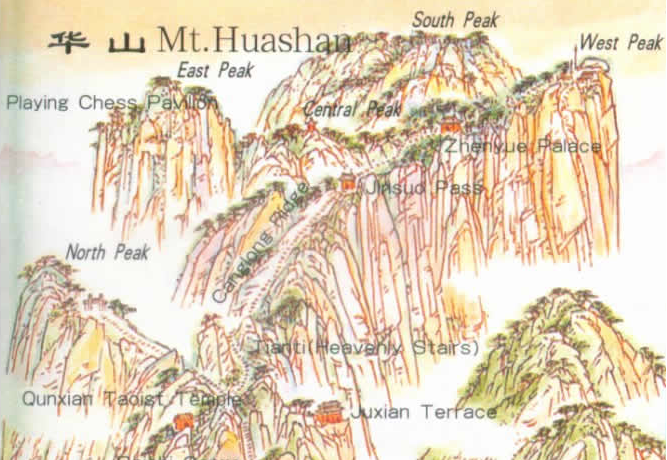 华山 Mt.Huashan
South Peak
West Peak
East Peak
Playing Chess Pavilion
Central Peak
Zhenyue Palace
Jinsuo Pass
Canglong Ridge
North Peak
Tianti(Heavenly Stairs)
Qunxian Taoist Temple
Juxian Terrace